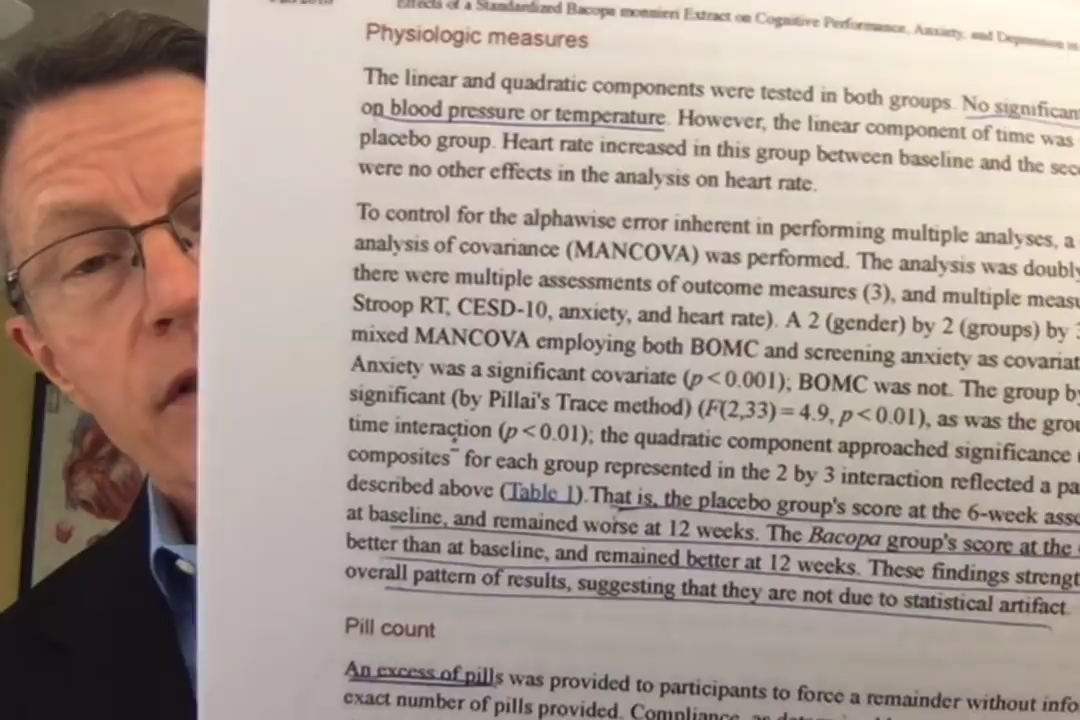 Effects of a Standardized Bacopa monnieri Extract on Cognitive Performance, Anxiety, and Depression in
Physiologic measures
The linear and quadratic components were tested in both groups. No significan
on blood pressure or temperature. However, the linear component of time was
placebo group. Heart rate increased in this group between baseline and the sec
were no other effects in the analysis on heart rate.
To control for the alphawise error inherent in performing multiple analyses, a
analysis of covariance (MANCOVA) was performed. The analysis was doubly
there were multiple assessments of outcome measures (3), and multiple measu
Stroop RT, CESD-10, anxiety, and heart rate). A 2 (gender) by 2 (groups) by 3
mixed MANCOVA employing both BOMC and screening anxiety as covariat
Anxiety was a significant covariate (p<0.001); BOMC was not. The group by
significant (by Pillai's Trace method) (F(2,33)=4.9, p<0.01), as was the grou
time interaction (p<0.01); the quadratic component approached significance
composites for each group represented in the 2 by 3 interaction reflected a pa
described above (Table 1). That is, the placebo group's score at the 6-week asse
at baseline, and remained worse at 12 weeks. The Bacopa group's score at the
better than at baseline, and remained better at 12 weeks. These findings strengt
overall pattern of results, suggesting that they are not due to statistical artifact.
Pill count
An excess of pills was provided to participants to force a remainder without info
exact number of pills provided. Compliance, as